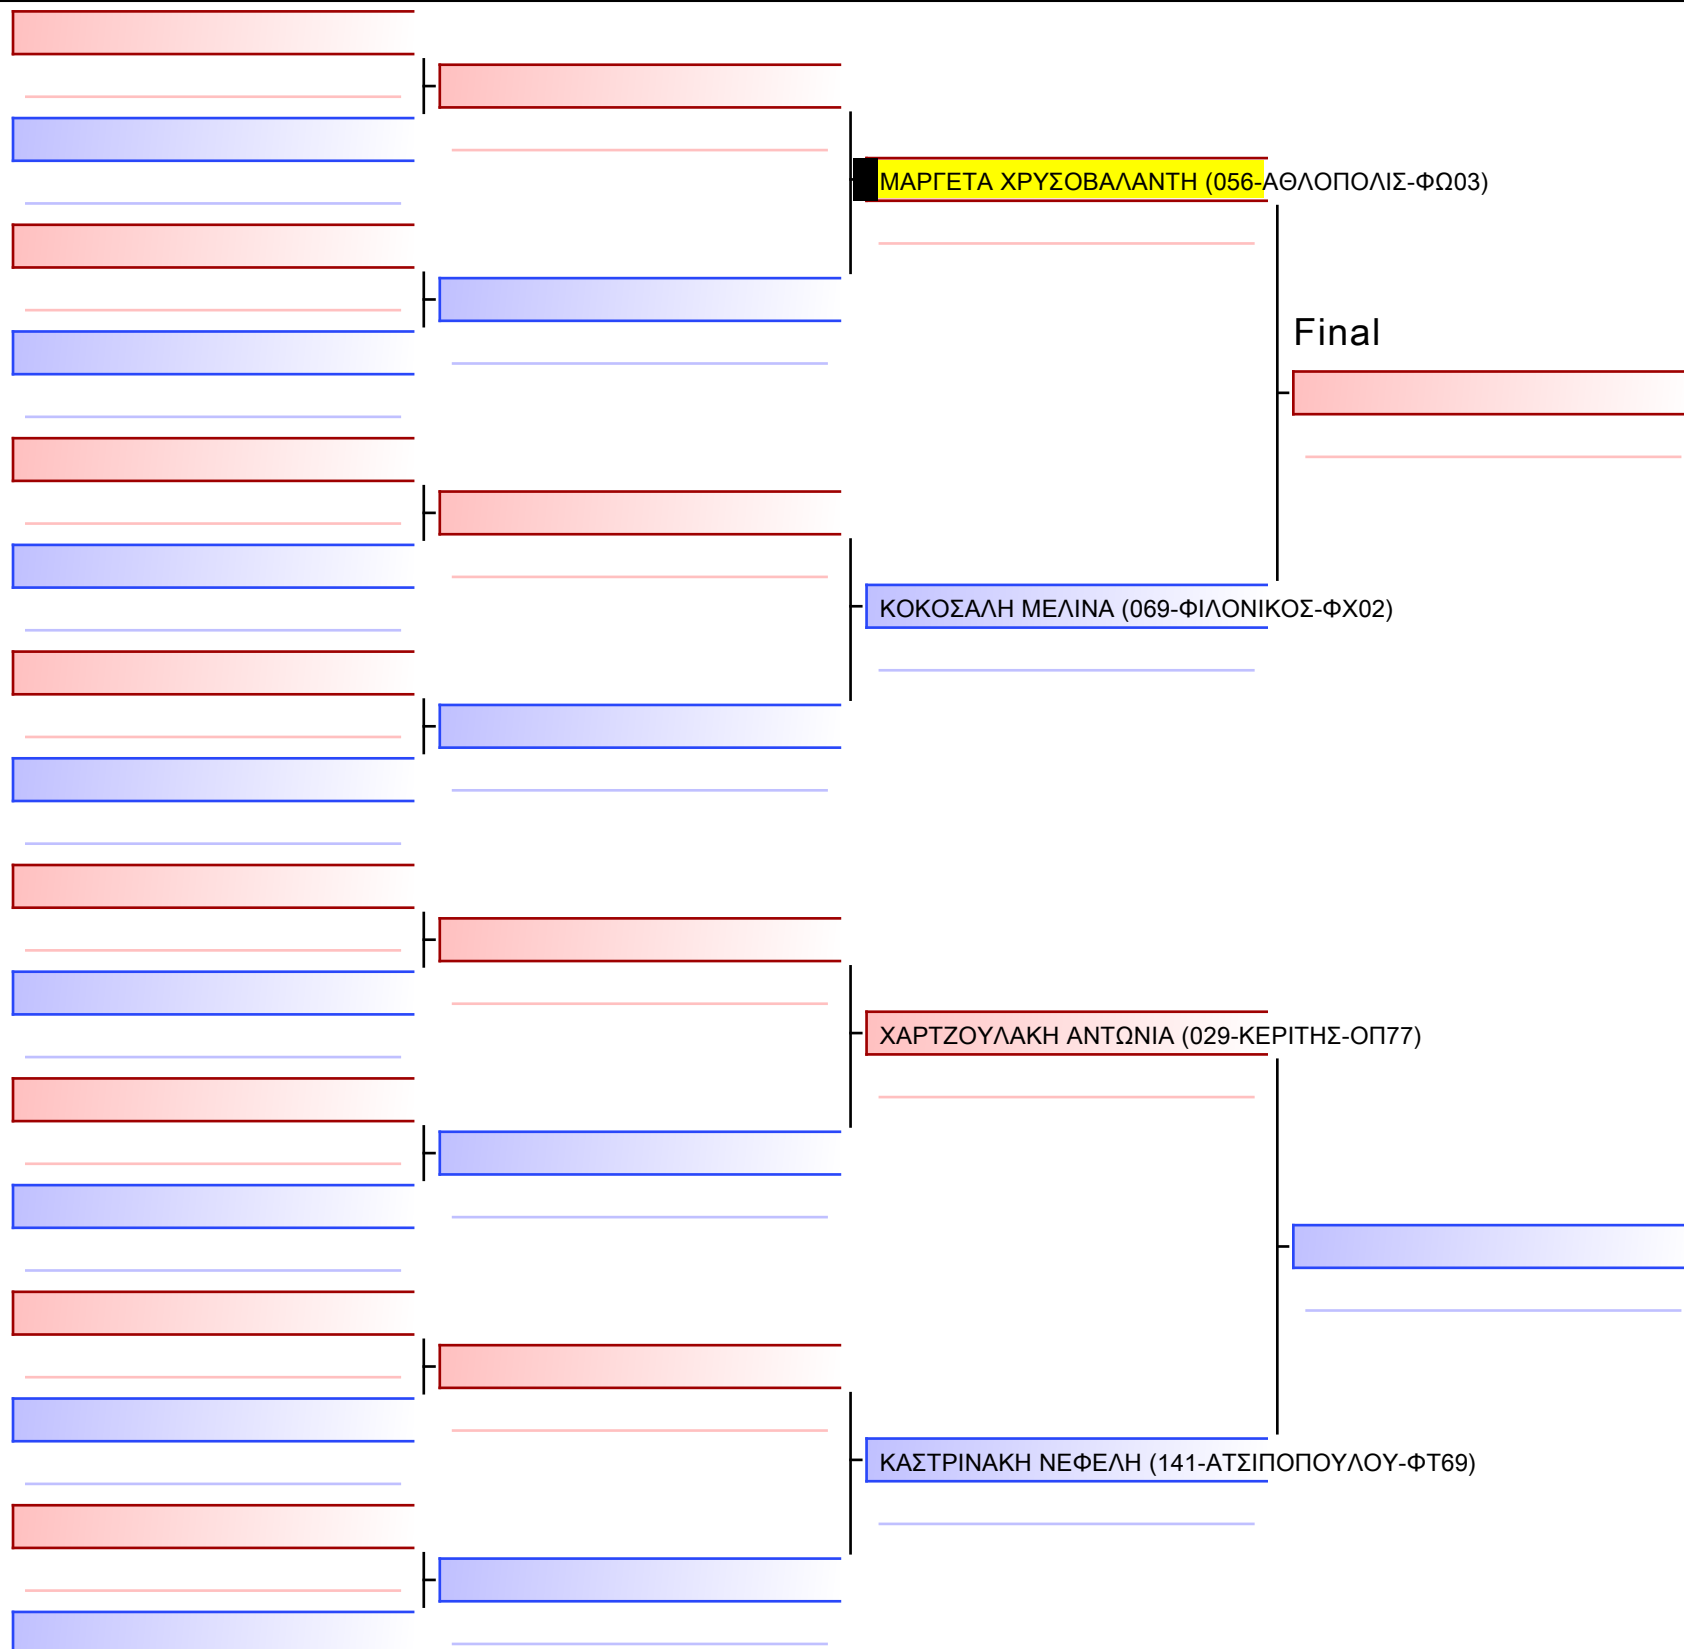 ΜΑΡΓΕΤΑ ΧΡΥΣΟΒΑΛΑΝΤΗ (056-ΑΘΛΟΠΟΛΙΣ-ΦΩ03)
Final
ΚΟΚΟΣΑΛΗ ΜΕΛΙΝΑ (069-ΦΙΛΟΝΙΚΟΣ-ΦΧ02)
ΧΑΡΤΖΟΥΛΑΚΗ ΑΝΤΩΝΙΑ (029-ΚΕΡΙΤΗΣ-ΟΠ77)
ΚΑΣΤΡΙΝΑΚΗ ΝΕΦΕΛΗ (141-ΑΤΣΙΠΟΠΟΥΛΟΥ-ΦΤ69)